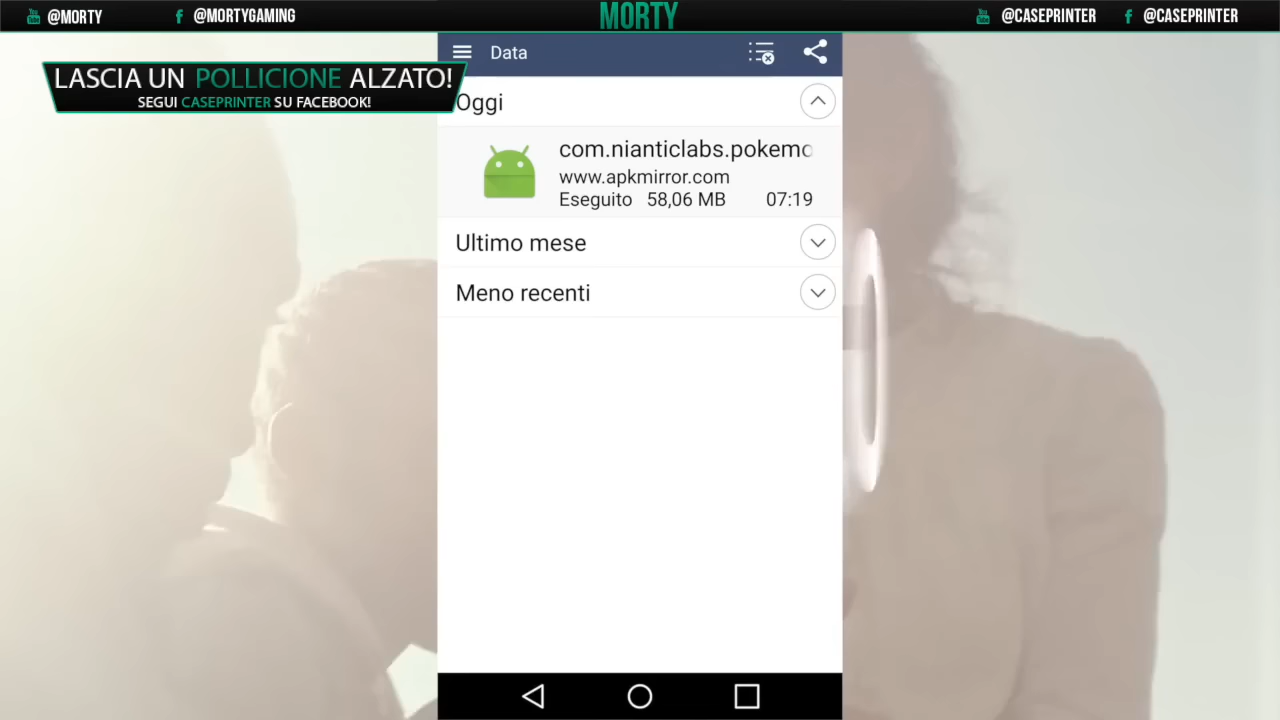 @MORTY
@MORTYGAMING
MORTY
@CASEPRINTER
@CASEPRINTER
LASCIA UN POLLICIONE ALZATO!
SEGUI CASEPRINTER SU FACEBOOK!
Data
Oggi
com.nianticlabs.pokemo
www.apkmirror.com
Eseguito 58,06 MB 07:19
Ultimo mese
Meno recenti